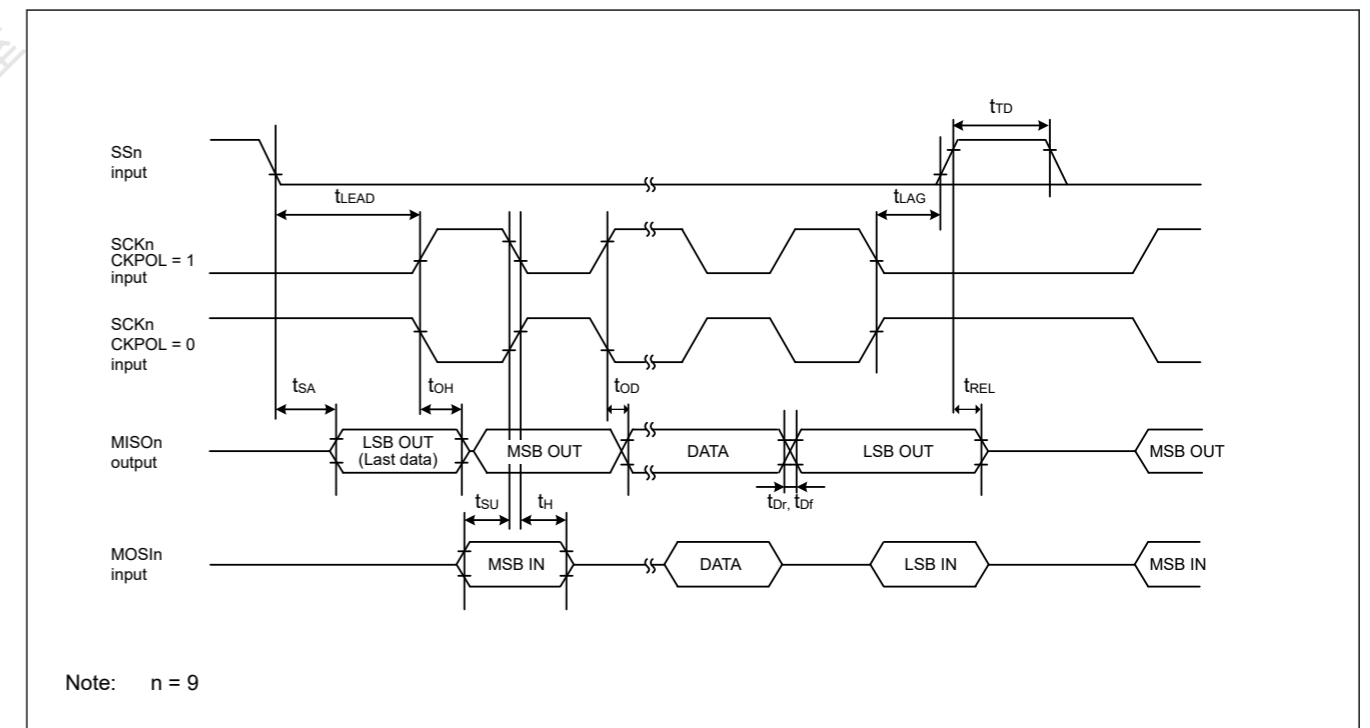 tTD
SSn
input
tLEAD
tLAG
SCKn
CKPOL = 1
input
SCKn
CKPOL = 0
input
tSA
tOH
tOD
tREL
MISOn
output
LSB OUT
(Last data)
MSB OUT
DATA
LSB OUT
MSB OUT
tDr, tDf
tSU
tH
MOSIn
input
MSB IN
DATA
LSB IN
MSB IN
Note: n = 9